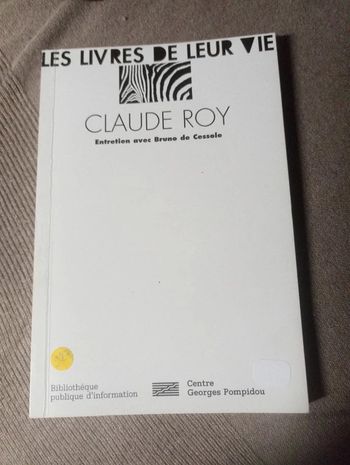 LES LIVRES DE LEUR VIE
CLAUDE ROY
Entretien avec Bruno de Cessole
Bibliothèque
publique d'information
Centre
Georges Pompidou